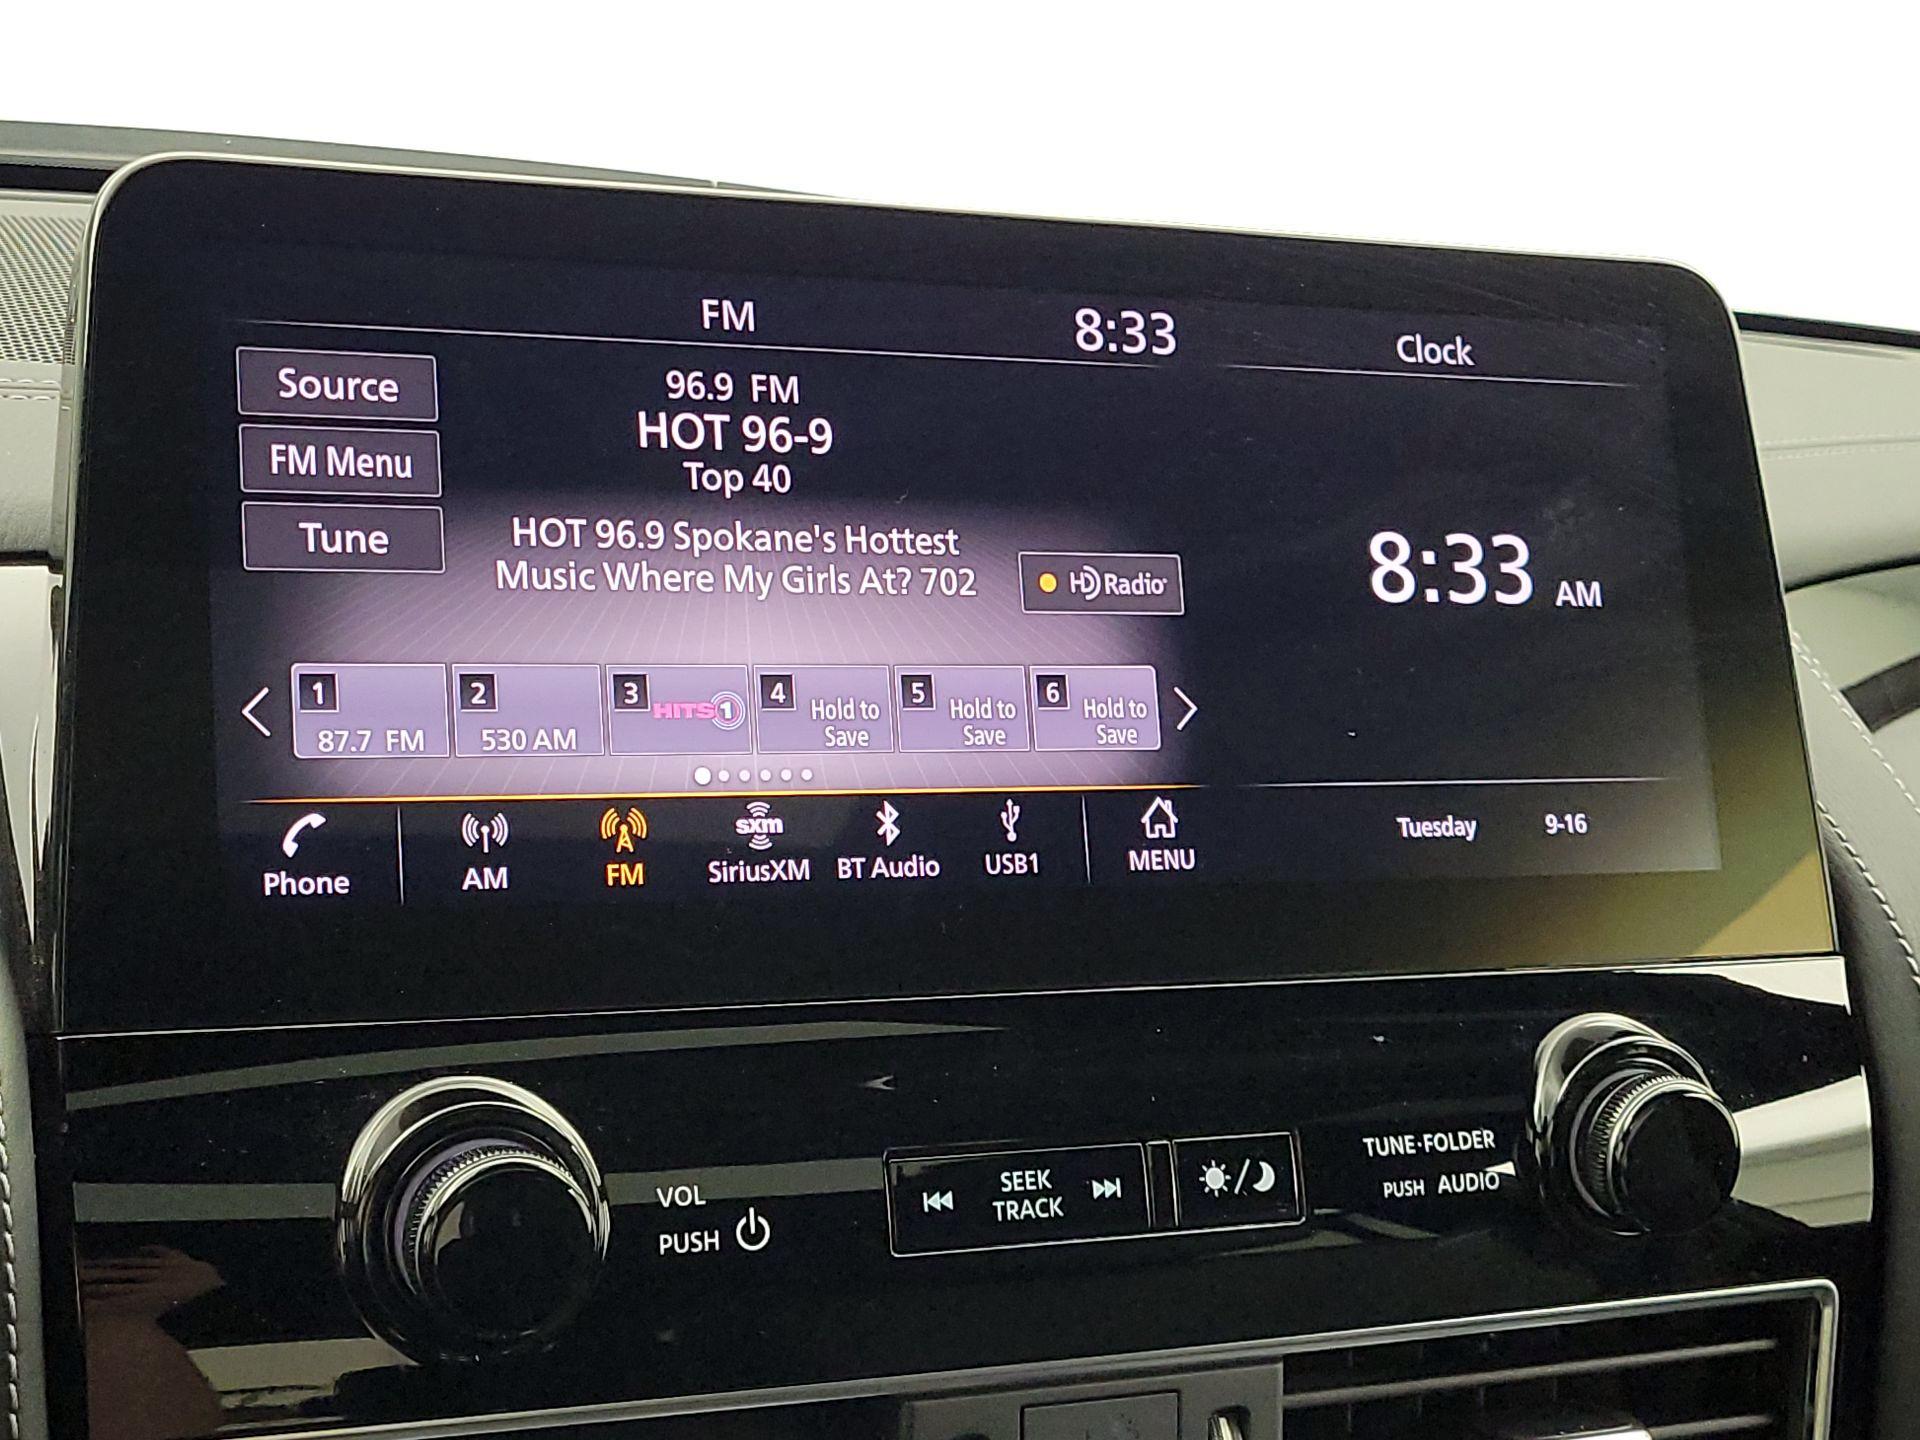 FM
8:33
Clock
Source
96.9 FM
HOT 96-9
FM Menu
Top 40
Tune
HOT 96.9 Spokane's Hottest
Music Where My Girls At? 702
HD Radio
8:33 AM
1
87.7 FM
2
530 AM
3
HITS 1
4
Hold to
Save
5
Hold to
Save
6
Hold to
Save
Phone
AM
FM
sxm
SiriusXM
BT Audio
USB1
MENU
Tuesday
9-16
VOL
PUSH
SEEK
TRACK
TUNE·FOLDER
PUSH AUDIO